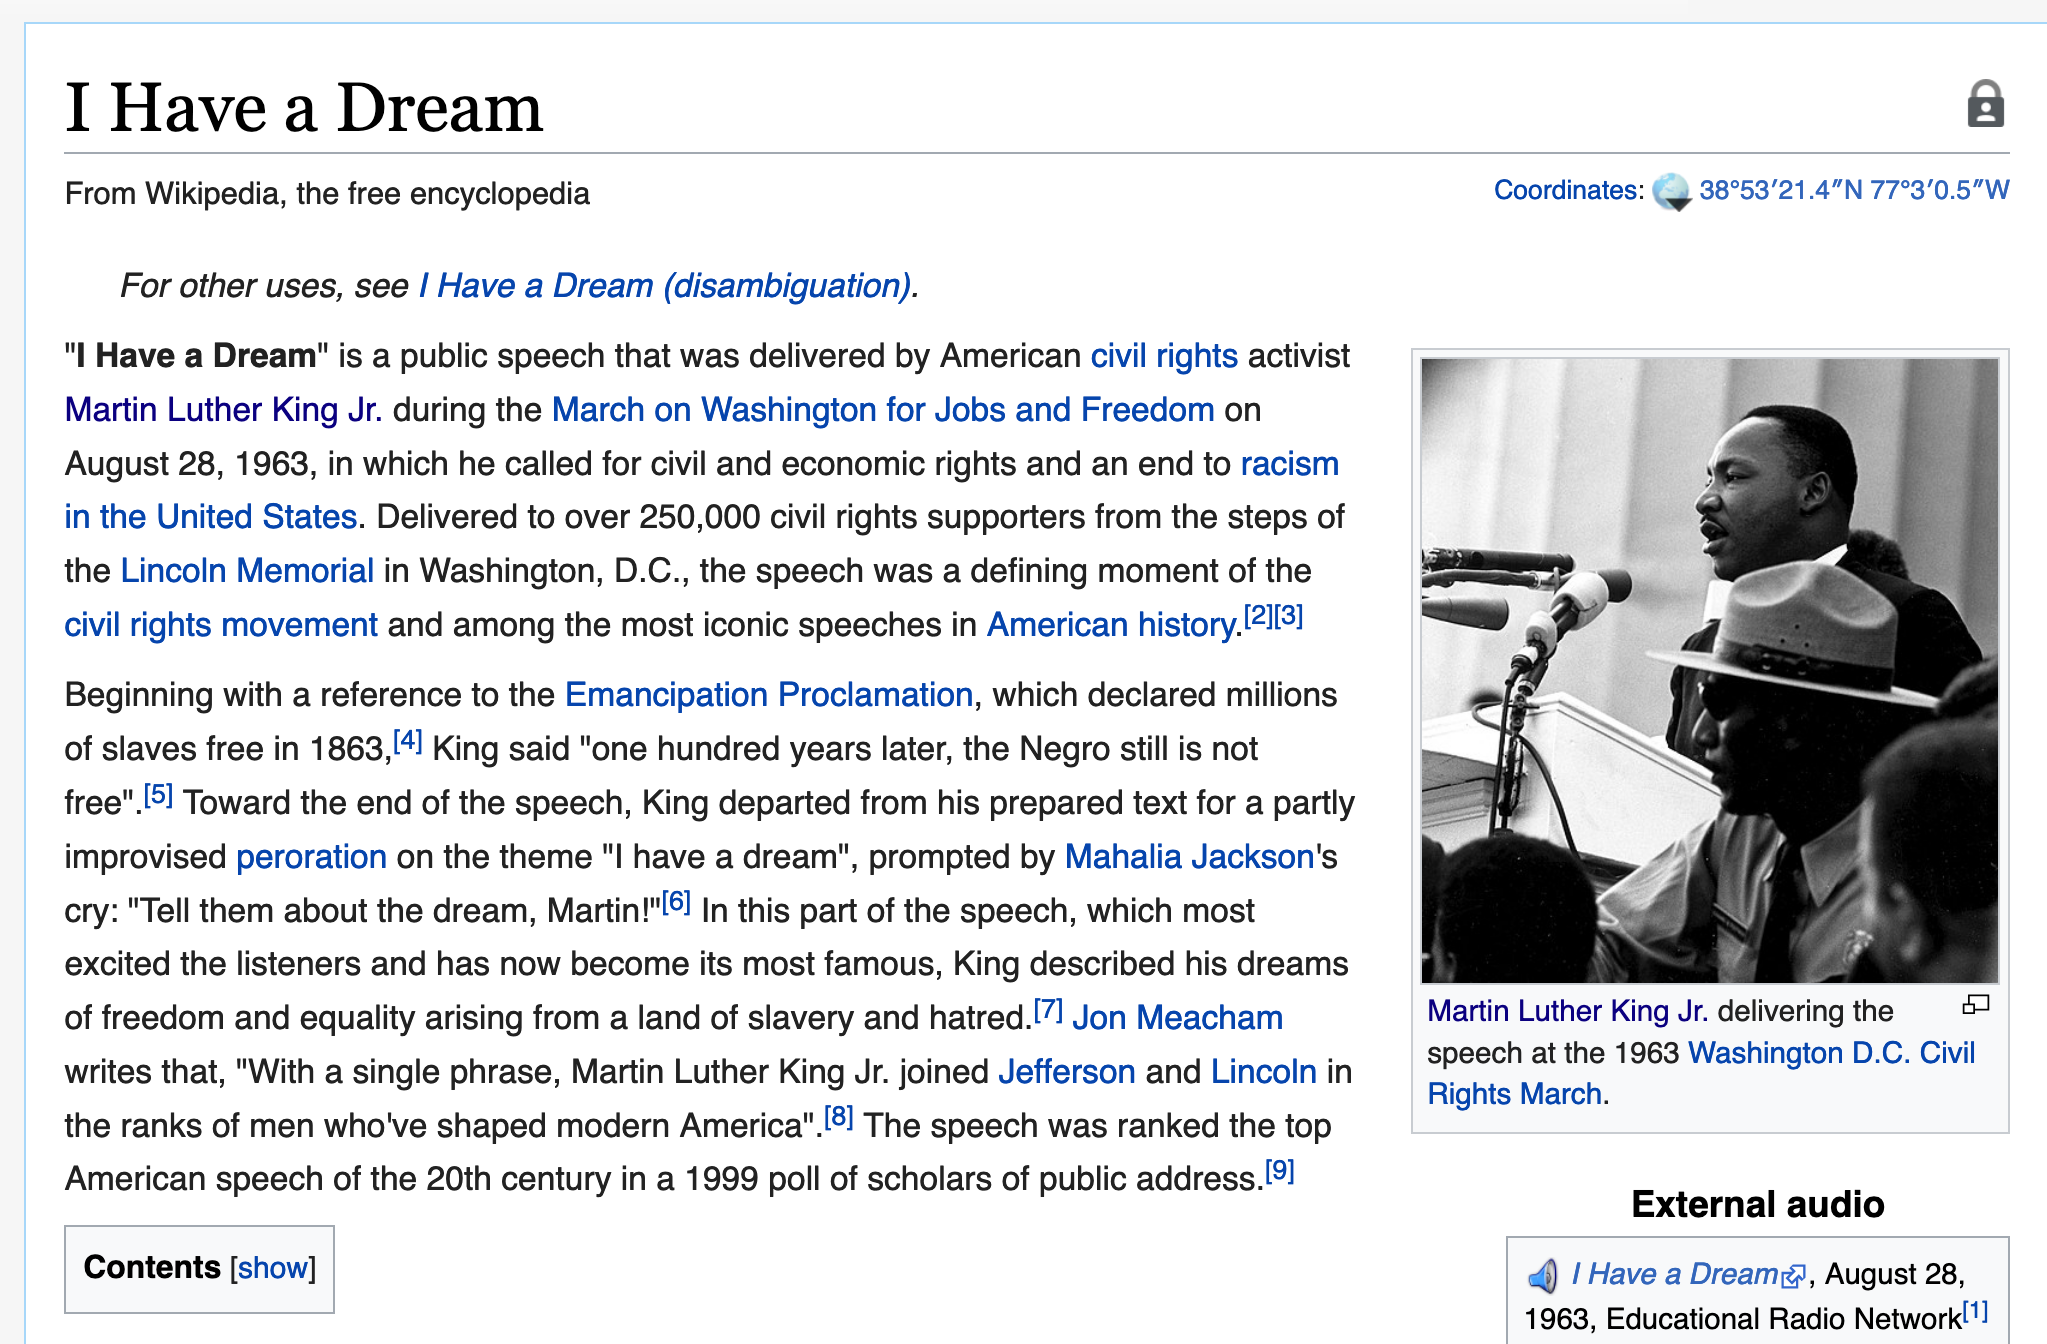 I Have a Dream
From Wikipedia, the free encyclopedia
Coordinates: 38°53′21.4″N 77°3′0.5″W
For other uses, see I Have a Dream (disambiguation).
"I Have a Dream" is a public speech that was delivered by American civil rights activist
Martin Luther King Jr. during the March on Washington for Jobs and Freedom on
August 28, 1963, in which he called for civil and economic rights and an end to racism
in the United States. Delivered to over 250,000 civil rights supporters from the steps of
the Lincoln Memorial in Washington, D.C., the speech was a defining moment of the
civil rights movement and among the most iconic speeches in American history.[2][3]
Beginning with a reference to the Emancipation Proclamation, which declared millions
of slaves free in 1863,[4] King said "one hundred years later, the Negro still is not
free".[5] Toward the end of the speech, King departed from his prepared text for a partly
improvised peroration on the theme "I have a dream", prompted by Mahalia Jackson's
cry: "Tell them about the dream, Martin!"[6] In this part of the speech, which most
excited the listeners and has now become its most famous, King described his dreams
of freedom and equality arising from a land of slavery and hatred.[7] Jon Meacham
writes that, "With a single phrase, Martin Luther King Jr. joined Jefferson and Lincoln in
the ranks of men who've shaped modern America".[8] The speech was ranked the top
American speech of the 20th century in a 1999 poll of scholars of public address.[9]
Contents [show]
Martin Luther King Jr. delivering the
speech at the 1963 Washington D.C. Civil
Rights March.
External audio
I Have a Dream, August 28,
1963, Educational Radio Network[1]